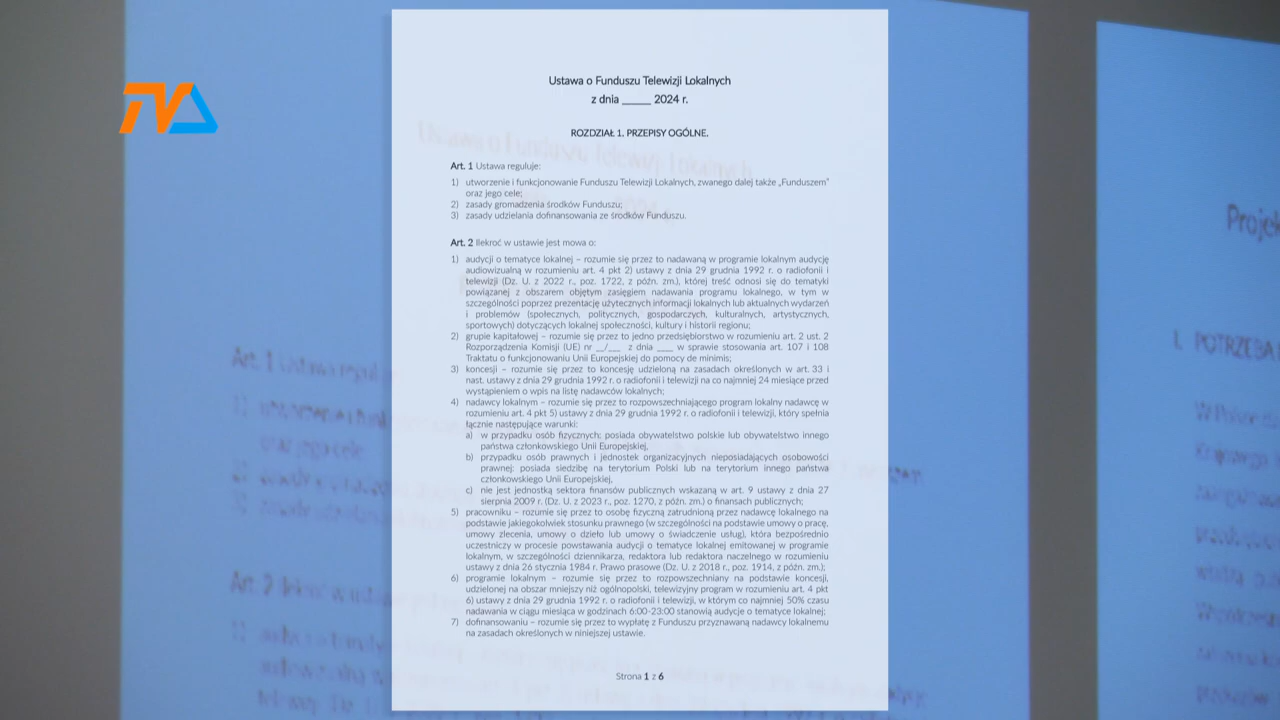 TVA
Ustawa o Funduszu Telewizji Lokalnych
z dnia _____ 2024 r.
ROZDZIAŁ 1. PRZEPISY OGÓLNE.
Art. 1 Ustawa reguluje:
1) utworzenie i funkcjonowanie Funduszu Telewizji Lokalnych, zwanego dalej także „Funduszem”
oraz jego cele;
2) zasady gromadzenia środków Funduszu;
3) zasady udzielania dofinansowania ze środków Funduszu.
Art. 2 Ilekroć w ustawie jest mowa o:
1) audycji o tematyce lokalnej – rozumie się przez to nadawaną w programie lokalnym audycję
audiowizualną w rozumieniu art. 4 pkt 2) ustawy z dnia 29 grudnia 1992 r. o radiofonii i
telewizji (Dz. U. z 2022 r., poz. 1722, z późn. zm.), której treść odnosi się do tematyki
powiązanej z obszarem objętym zasięgiem nadawania programu lokalnego, w tym w
szczególności poprzez prezentację użytecznych informacji lokalnych lub aktualnych wydarzeń
i problemów (społecznych, politycznych, gospodarczych, kulturalnych, artystycznych,
sportowych) dotyczących lokalnej społeczności, kultury i historii regionu;
2) grupie kapitałowej – rozumie się przez to jedno przedsiębiorstwo w rozumieniu art. 2 ust. 2
Rozporządzenia Komisji (UE) nr __/___ z dnia ____ w sprawie stosowania art. 107 i 108
Traktatu o funkcjonowaniu Unii Europejskiej do pomocy de minimis;
3) koncesji – rozumie się przez to koncesję udzieloną na zasadach określonych w art. 33 i
nast. ustawy z dnia 29 grudnia 1992 r. o radiofonii i telewizji na co najmniej 24 miesiące przed
wystąpieniem o wpis na listę nadawców lokalnych;
4) nadawcy lokalnym – rozumie się przez to rozpowszechniającego program lokalny nadawcę w
rozumieniu art. 4 pkt 5) ustawy z dnia 29 grudnia 1992 r. o radiofonii i telewizji, który spełnia
łącznie następujące warunki:
a) w przypadku osób fizycznych: posiada obywatelstwo polskie lub obywatelstwo innego
państwa członkowskiego Unii Europejskiej,
b) przypadku osób prawnych i jednostek organizacyjnych nieposiadających osobowości
prawnej: posiada siedzibę na terytorium Polski lub na terytorium innego państwa
członkowskiego Unii Europejskiej,
c) nie jest jednostką sektora finansów publicznych wskazaną w art. 9 ustawy z dnia 27
sierpnia 2009 r. (Dz. U. z 2023 r., poz. 1270, z późn. zm.) o finansach publicznych;
5) pracowniku – rozumie się przez to osobę fizyczną zatrudnioną przez nadawcę lokalnego na
podstawie jakiegokolwiek stosunku prawnego (w szczególności na podstawie umowy o pracę,
umowy zlecenia, umowy o dzieło lub umowy o świadczenie usług), która bezpośrednio
uczestniczy w procesie powstawania audycji o tematyce lokalnej emitowanej w programie
lokalnym, w szczególności dziennikarza, redaktora lub redaktora naczelnego w rozumieniu
ustawy z dnia 26 stycznia 1984 r. Prawo prasowe (Dz. U. z 2018 r., poz. 1914, z późn. zm.);
6) programie lokalnym – rozumie się przez to rozpowszechniany na podstawie koncesji,
udzielonej na obszar mniejszy niż ogólnopolski, telewizyjny program w rozumieniu art. 4 pkt
6) ustawy z dnia 29 grudnia 1992 r. o radiofonii i telewizji, w którym co najmniej 50% czasu
nadawania w ciągu miesiąca w godzinach 6:00-23:00 stanowią audycje o tematyce lokalnej;
7) dofinansowaniu – rozumie się przez to wypłatę z Funduszu przyznawaną nadawcy lokalnemu
na zasadach określonych w niniejszej ustawie.
Strona 1 z 6
Projek
I. POTRZEBA
Art. 1 Ustawa reguluje
oraz jego cele
Art. 2 Ilekroć w ustawie